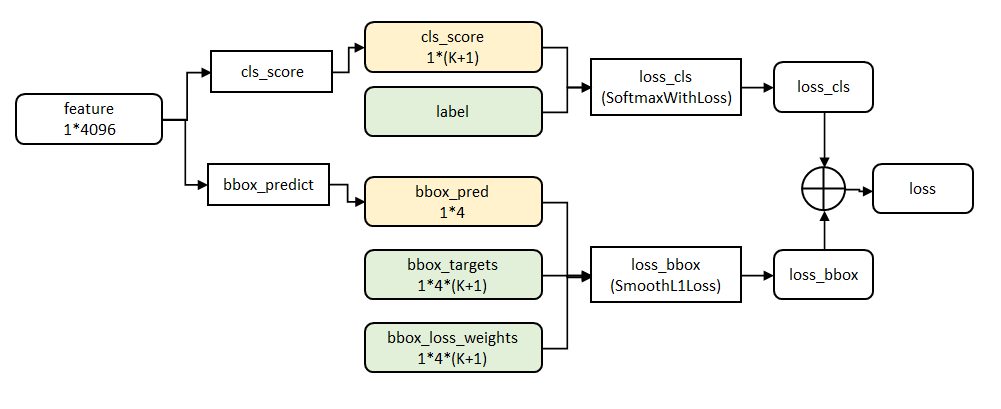 feature
1*4096
cls_score
cls_score
1*(K+1)
label
loss_cls
(SoftmaxWithLoss)
loss_cls
bbox_predict
bbox_pred
1*4
bbox_targets
1*4*(K+1)
bbox_loss_weights
1*4*(K+1)
loss_bbox
(SmoothL1Loss)
loss_bbox
loss